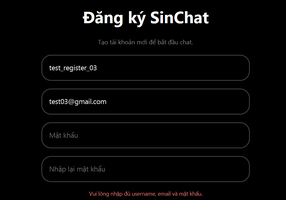 Đăng ký SinChat
Tạo tài khoản mới để bắt đầu chat.
test_register_03
test03@gmail.com
Mật khẩu
Nhập lại mật khẩu
Vui lòng nhập đủ username, email và mật khẩu.